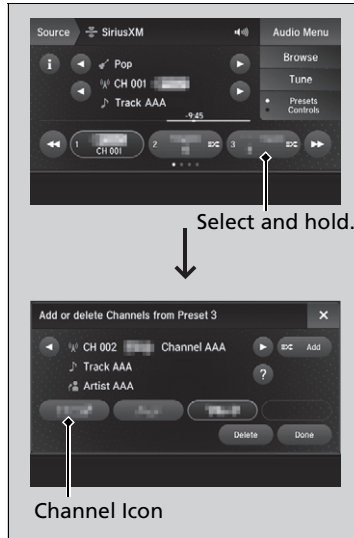 Source SiriusXM Audio Menu
i Pop Browse
CH 001 Tune
Track AAA Presets
Controls
-9:45
1 2 3
CH 001
Select and hold.
Add or delete Channels from Preset 3 ×
CH 002 Channel AAA Add
Track AAA ?
Artist AAA
Delete Done
Channel Icon